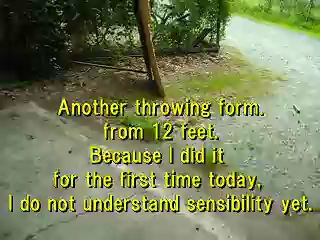 Another throwing form.
from 12 feet.
Because I did it
for the first time today,
I do not understand sensibility yet.